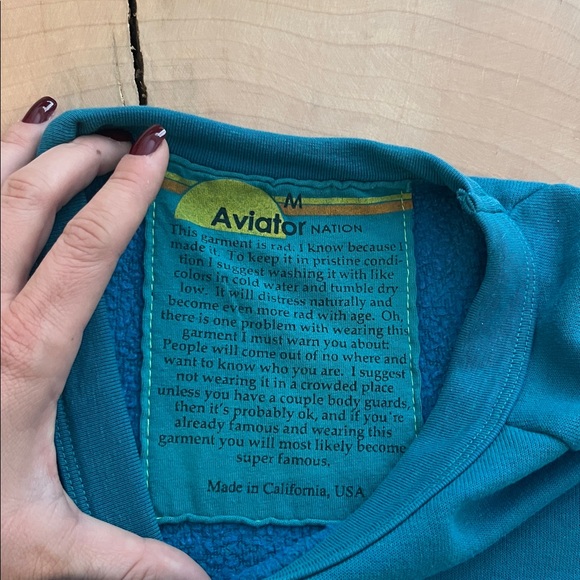 M
Aviator NATION
This garment is rad. I know because I
made it. To keep it in pristine condi-
tion I suggest washing it with like
colors in cold water and tumble dry
low. It will distress naturally and
become even more rad with age. Oh,
there is one problem with wearing this
garment I must warn you about:
People will come out of no where and
want to know who you are. I suggest
not wearing it in a crowded place
unless you have a couple body guards,
then it's probably ok, and if you're
already famous and wearing this
garment you will most likely become
super famous.
Made in California, USA